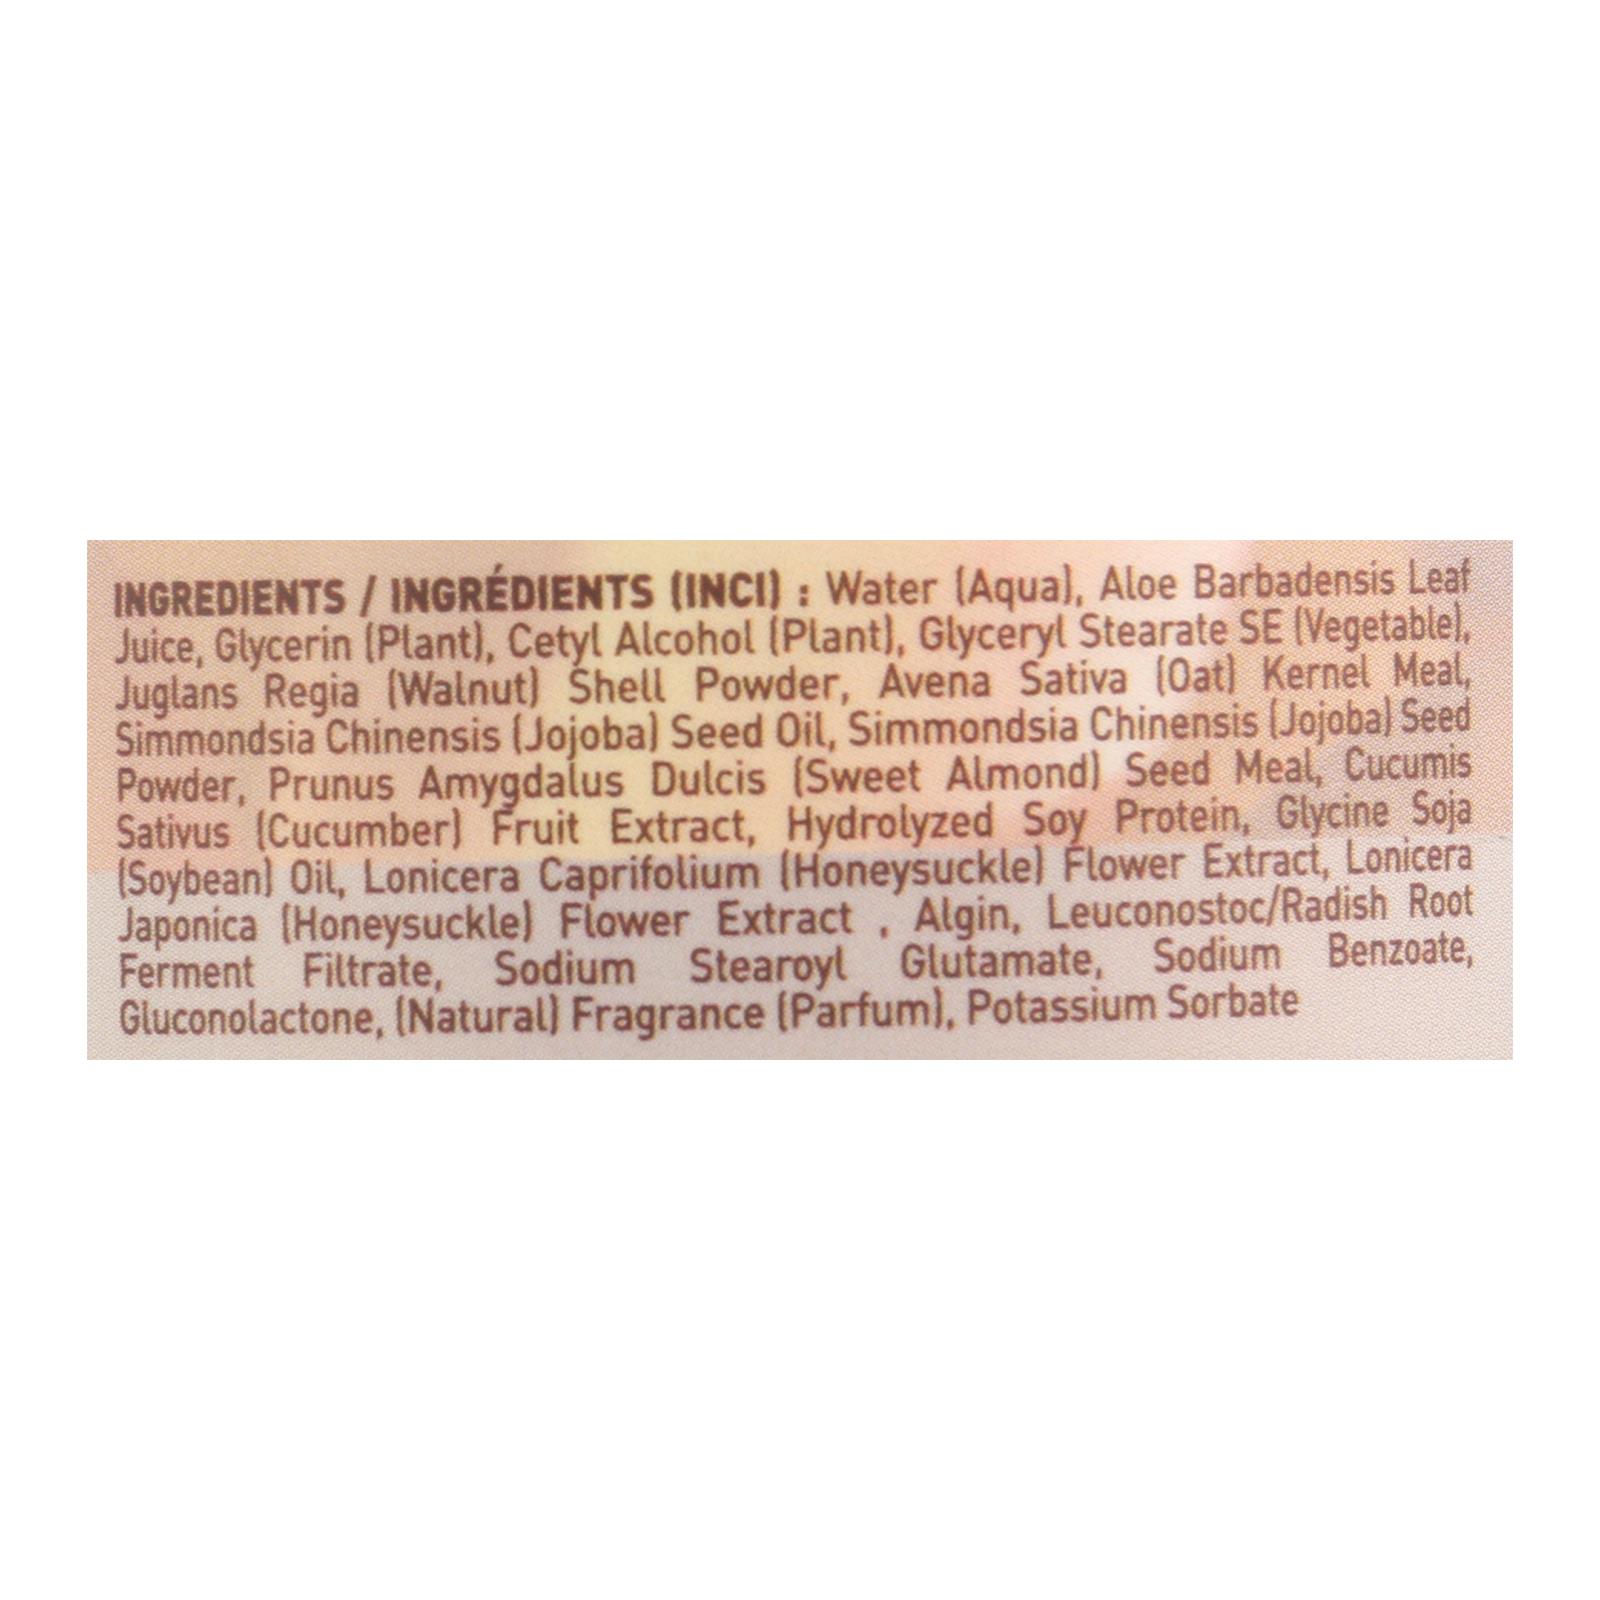 INGREDIENTS / INGRÉDIENTS (INCI) : Water (Aqua), Aloe Barbadensis Leaf
Juice, Glycerin (Plant), Cetyl Alcohol (Plant), Glyceryl Stearate SE (Vegetable),
Juglans Regia (Walnut) Shell Powder, Avena Sativa (Oat) Kernel Meal,
Simmondsia Chinensis (Jojoba) Seed Oil, Simmondsia Chinensis (Jojoba) Seed
Powder, Prunus Amygdalus Dulcis (Sweet Almond) Seed Meal, Cucumis
Sativus (Cucumber) Fruit Extract, Hydrolyzed Soy Protein, Glycine Soja
(Soybean) Oil, Lonicera Caprifolium (Honeysuckle) Flower Extract, Lonicera
Japonica (Honeysuckle) Flower Extract , Algin, Leuconostoc/Radish Root
Ferment Filtrate, Sodium Stearoyl Glutamate, Sodium Benzoate,
Gluconolactone, (Natural) Fragrance (Parfum), Potassium Sorbate